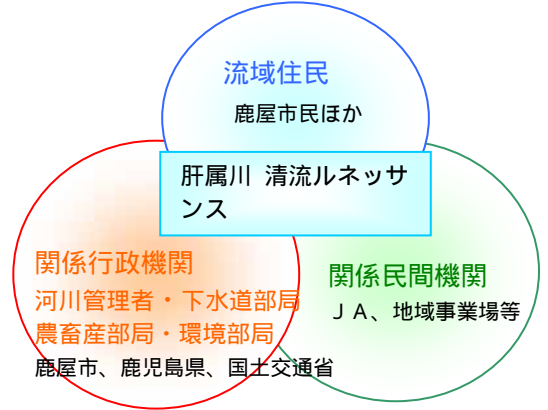 流域住民
鹿屋市民ほか
肝属川 清流ルネッサ
ンス
関係行政機関
河川管理者・下水道部局
農畜産部局・環境部局
鹿屋市、鹿児島県、国土交通省
関係民間機関
ＪＡ、地域事業場等